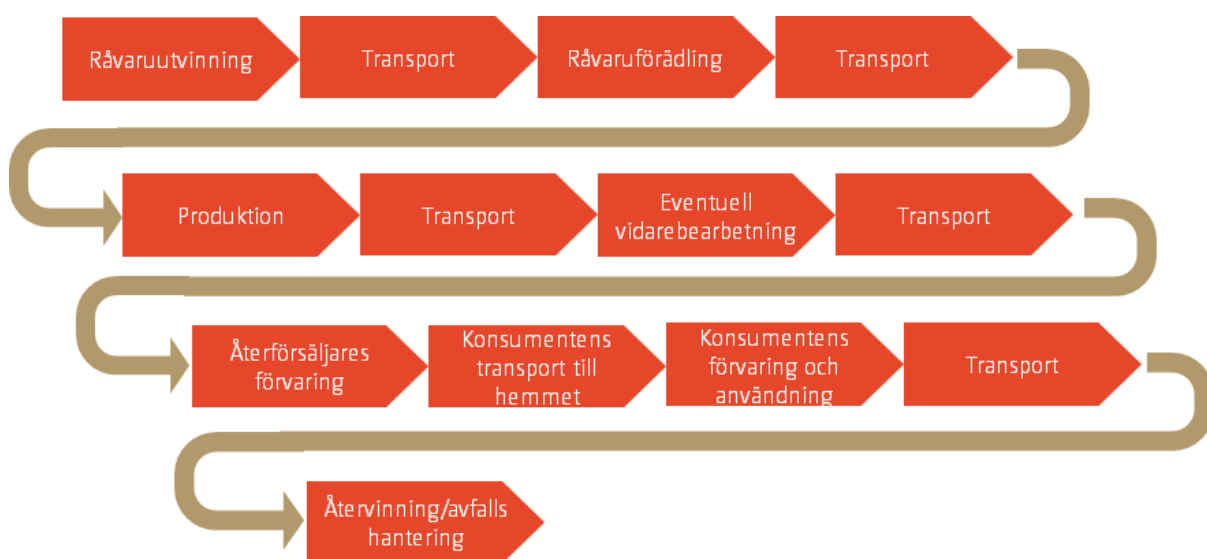 Råvaruutvinning
Transport
Råvaruförädling
Transport
Produktion
Transport
Eventuell
vidarebearbetning
Transport
Återförsäljares
förvaring
Konsumentens
transport till
hemmet
Konsumentens
förvaring och
användning
Transport
Återvinning/avfalls
hantering